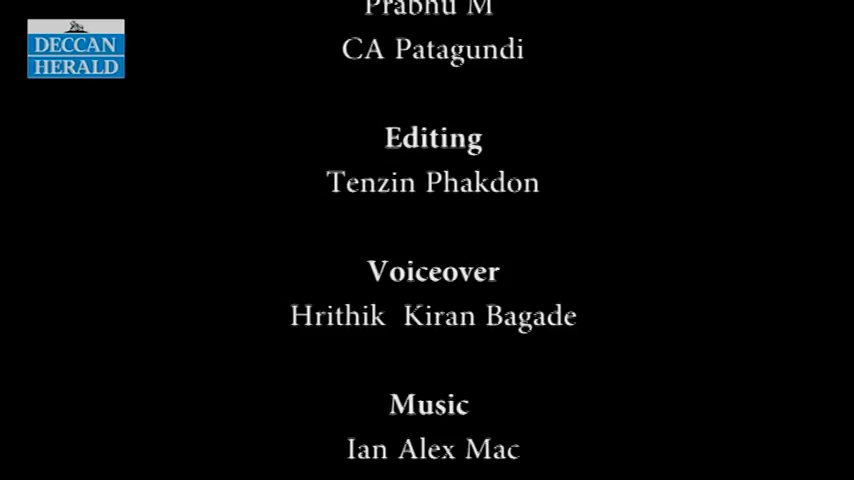 DECCAN
HERALD
Prabhu M
CA Patagundi
Editing
Tenzin Phakdon
Voiceover
Hrithik Kiran Bagade
Music
Ian Alex Mac